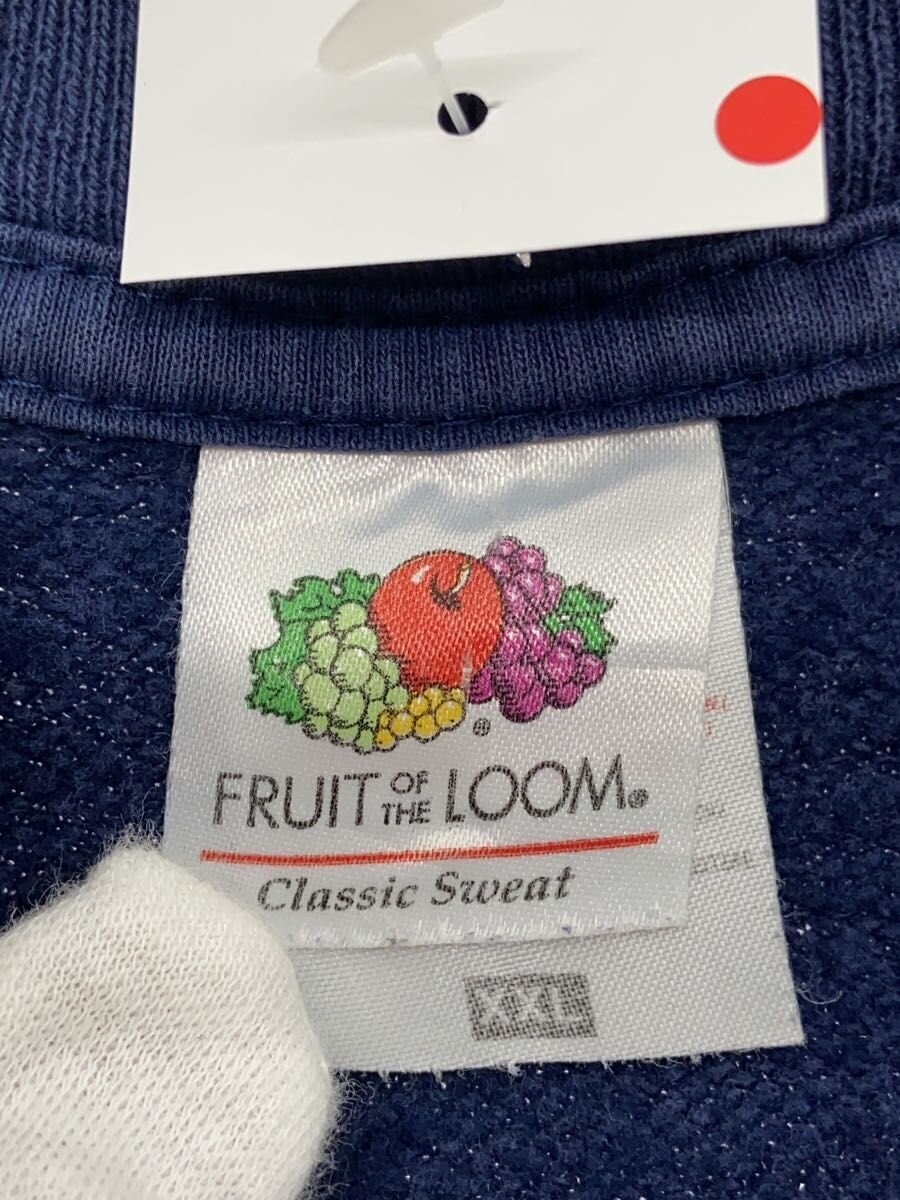 ®
FRUIT OF THE LOOM®
Classic Sweat
XXL